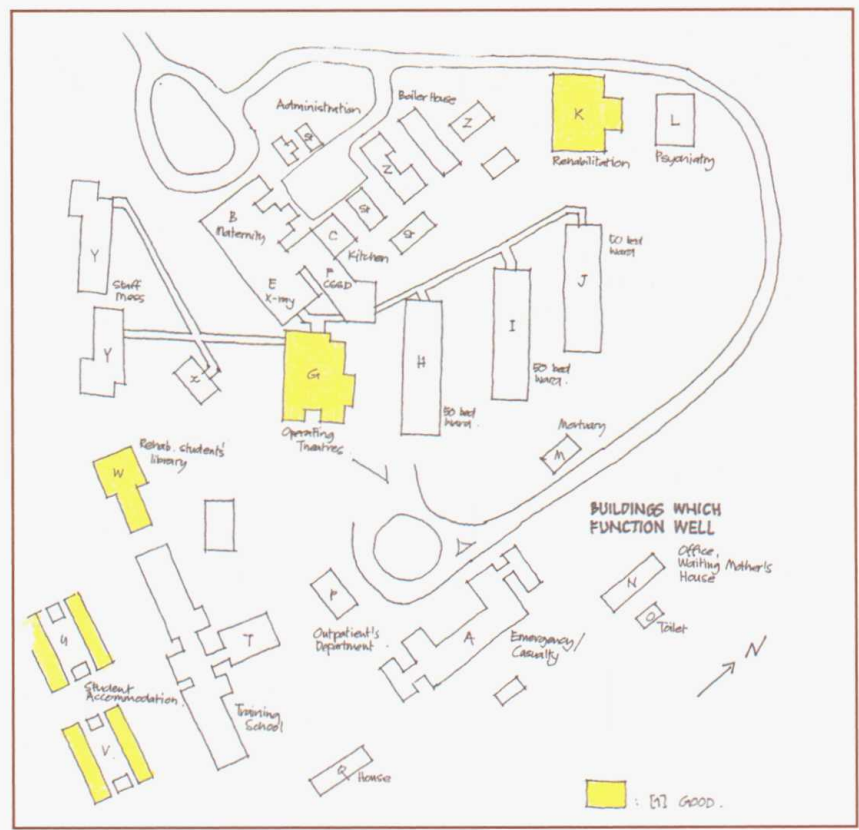 Administration
St
Boiler House
Z
Z
K
Rehabilitation
L
Psychiatry
B
Maternity
C
Kitchen
St
St
F
CSSD
E
X-ray
Y
Staff
Mess
Y
Z
G
Operating
Theatres
H
50 bed
Ward.
I
50 bed
Ward.
J
50 bed
Ward
Mortuary
M
Rehab. students'
library
W
BUILDINGS WHICH
FUNCTION WELL
Office,
Waiting Mother's
House
N
O
Toilet
P
Outpatient's
Department
A
Emergency/
Casualty
T
Training
School
U
Student
Accommodation
V
Q
House
N
GOOD.